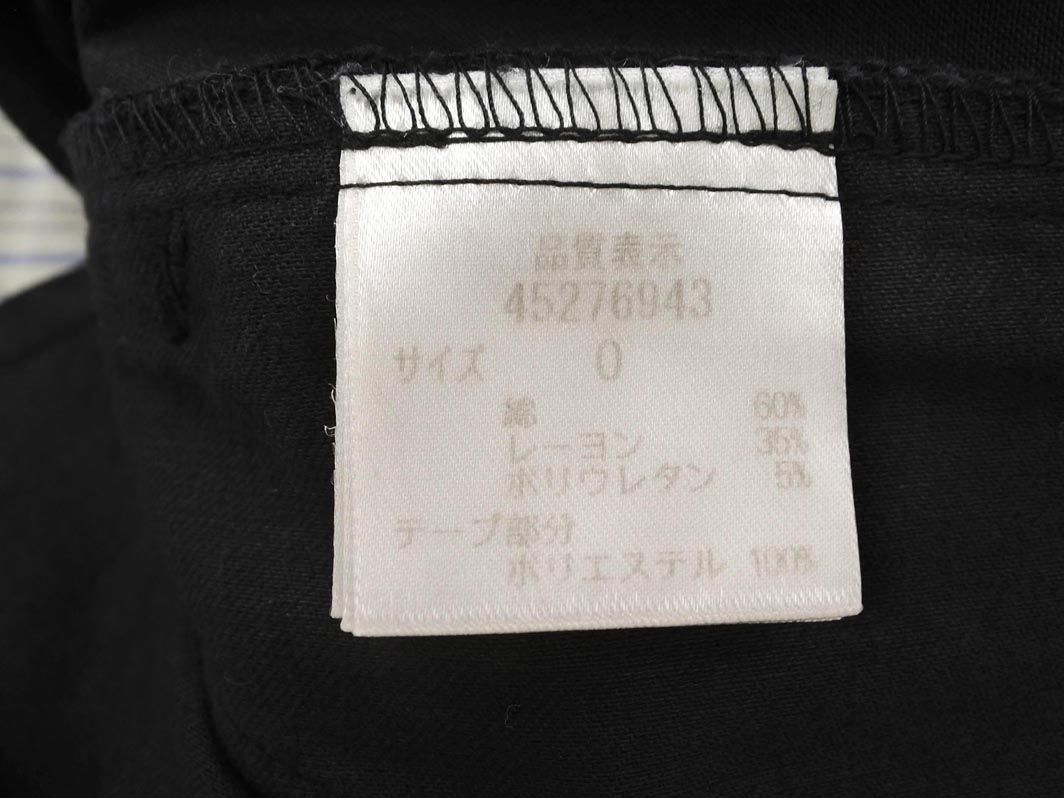 品質表示
45276943
サイズ 0
綿 60%
レーヨン 35%
ポリウレタン 5%
テープ部分
ポリエステル 100%